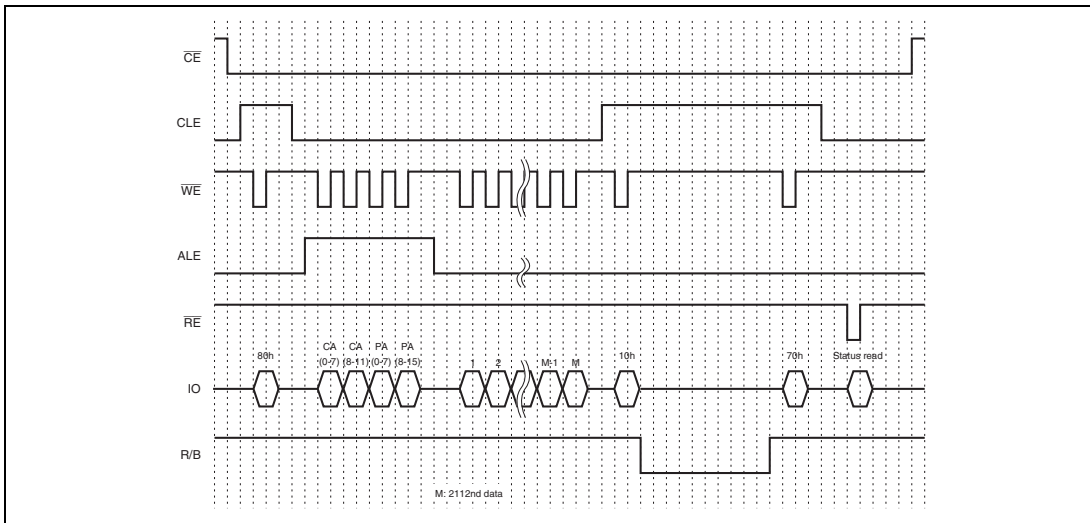 CE
CLE
WE
ALE
RE
CA CA PA PA
80h (0-7) (8-11) (0-7) (8-15) 1 2 M-1 M 10h 70h Status read
IO
R/B
M: 2112nd data